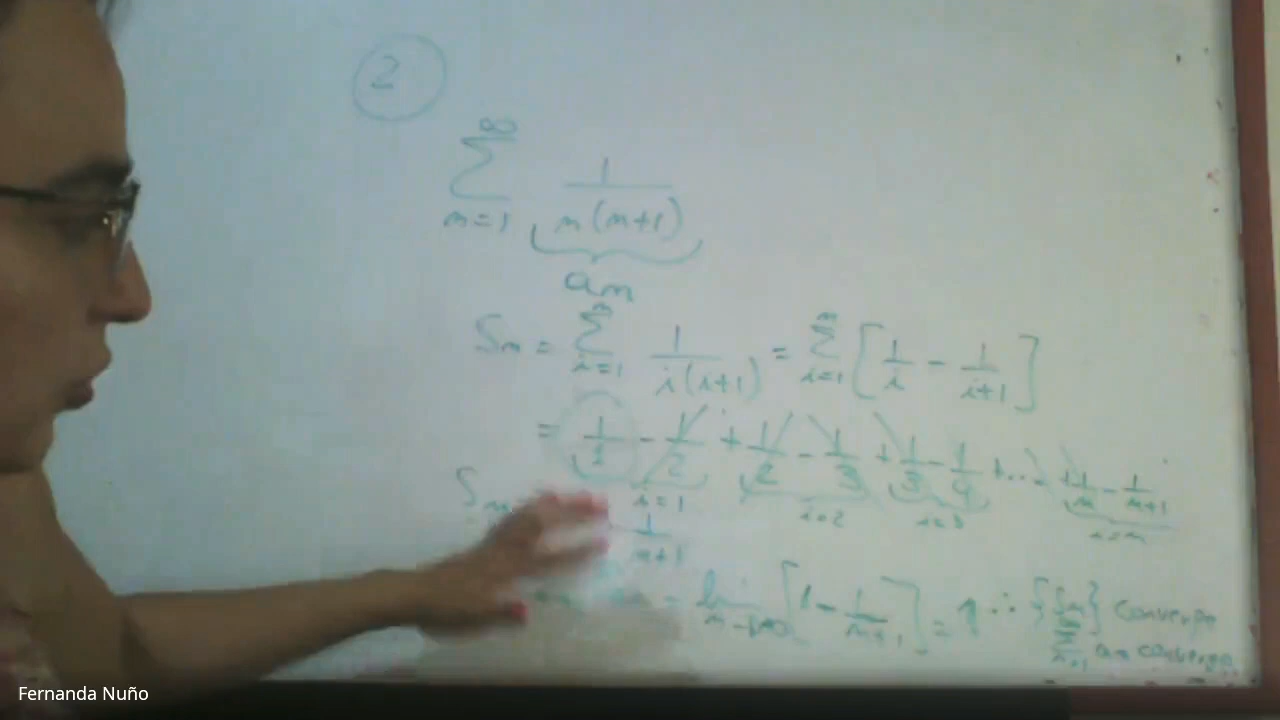 2
∞
∑ 1/(n(n+1))
n=1
a_n
S_n = ∑_{i=1}^{n} 1/(i(i+1)) = ∑_{i=1}^{n} [1/i - 1/(i+1)]
= 1/1 - 1/2 + 1/2 - 1/3 + 1/3 - 1/4 + ... + 1/n - 1/(n+1)
i=1 i=2 i=3 i=n
S_n 1/(n+1)
= lim_{n→∞} [1 - 1/(n+1)] = 1 ∴ {S_n} converge
∑_{n=1}^{∞} a_n converge
Fernanda Nuño